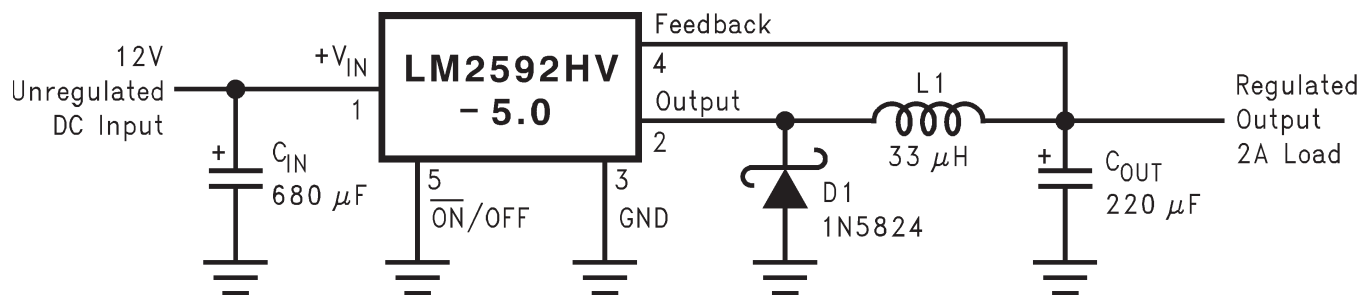 12V
Unregulated
DC Input
+VIN
1
CIN
+
680 μF
LM2592HV
– 5.0
5
ON/OFF
3
GND
Feedback
4
Output
2
L1
33 μH
D1
1N5824
+
COUT
220 μF
Regulated
Output
2A Load